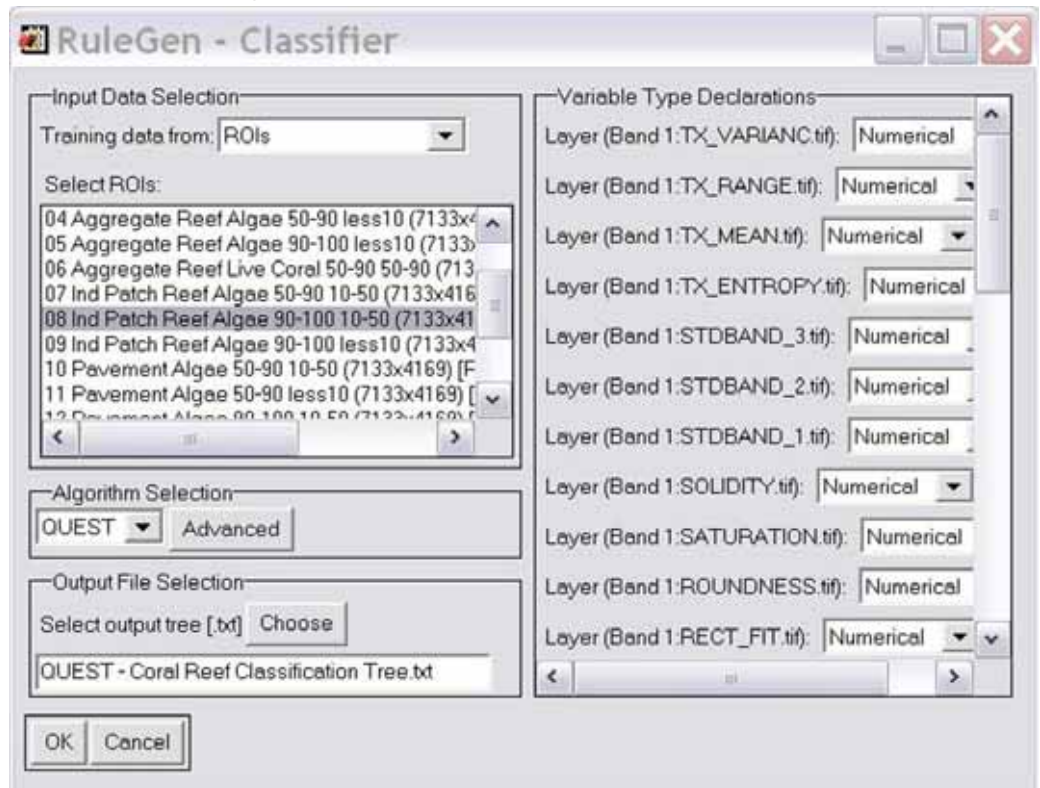 RuleGen - Classifier
Input Data Selection
Training data from: ROIs
Select ROIs:
04 Aggregate Reef Algae 50-90 less10 (7133x4
05 Aggregate Reef Algae 90-100 less10 (7133x
06 Aggregate Reef Live Coral 50-90 50-90 (713
07 Ind Patch Reef Algae 50-90 10-50 (7133x416
08 Ind Patch Reef Algae 90-100 10-50 (7133x41
09 Ind Patch Reef Algae 90-100 less10 (7133x4
10 Pavement Algae 50-90 10-50 (7133x4169) [F
11 Pavement Algae 50-90 less10 (7133x4169) [
12 Pavement Algae 90-100 10-50 (7133x4169) [
Algorithm Selection
QUEST Advanced
Output File Selection
Select output tree [.txt] Choose
QUEST - Coral Reef Classification Tree.txt
OK Cancel
Variable Type Declarations
Layer (Band 1:TX_VARIANC.tif): Numerical
Layer (Band 1:TX_RANGE.tif): Numerical
Layer (Band 1:TX_MEAN.tif): Numerical
Layer (Band 1:TX_ENTROPY.tif): Numerical
Layer (Band 1:STDBAND_3.tif): Numerical
Layer (Band 1:STDBAND_2.tif): Numerical
Layer (Band 1:STDBAND_1.tif): Numerical
Layer (Band 1:SOLIDITY.tif): Numerical
Layer (Band 1:SATURATION.tif): Numerical
Layer (Band 1:ROUNDNESS.tif): Numerical
Layer (Band 1:RECT_FIT.tif): Numerical